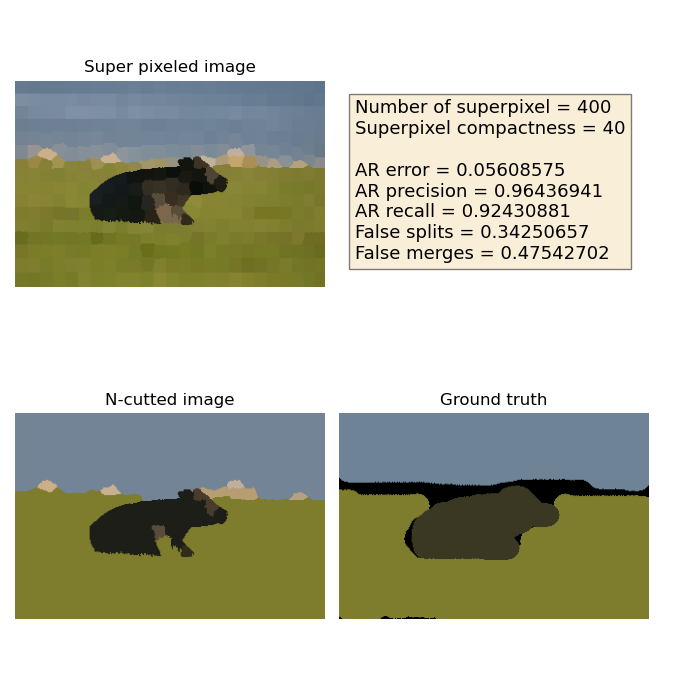 Super pixeled image
Number of superpixel = 400
Superpixel compactness = 40
AR error = 0.05608575
AR precision = 0.96436941
AR recall = 0.92430881
False splits = 0.34250657
False merges = 0.47542702
N-cutted image
Ground truth